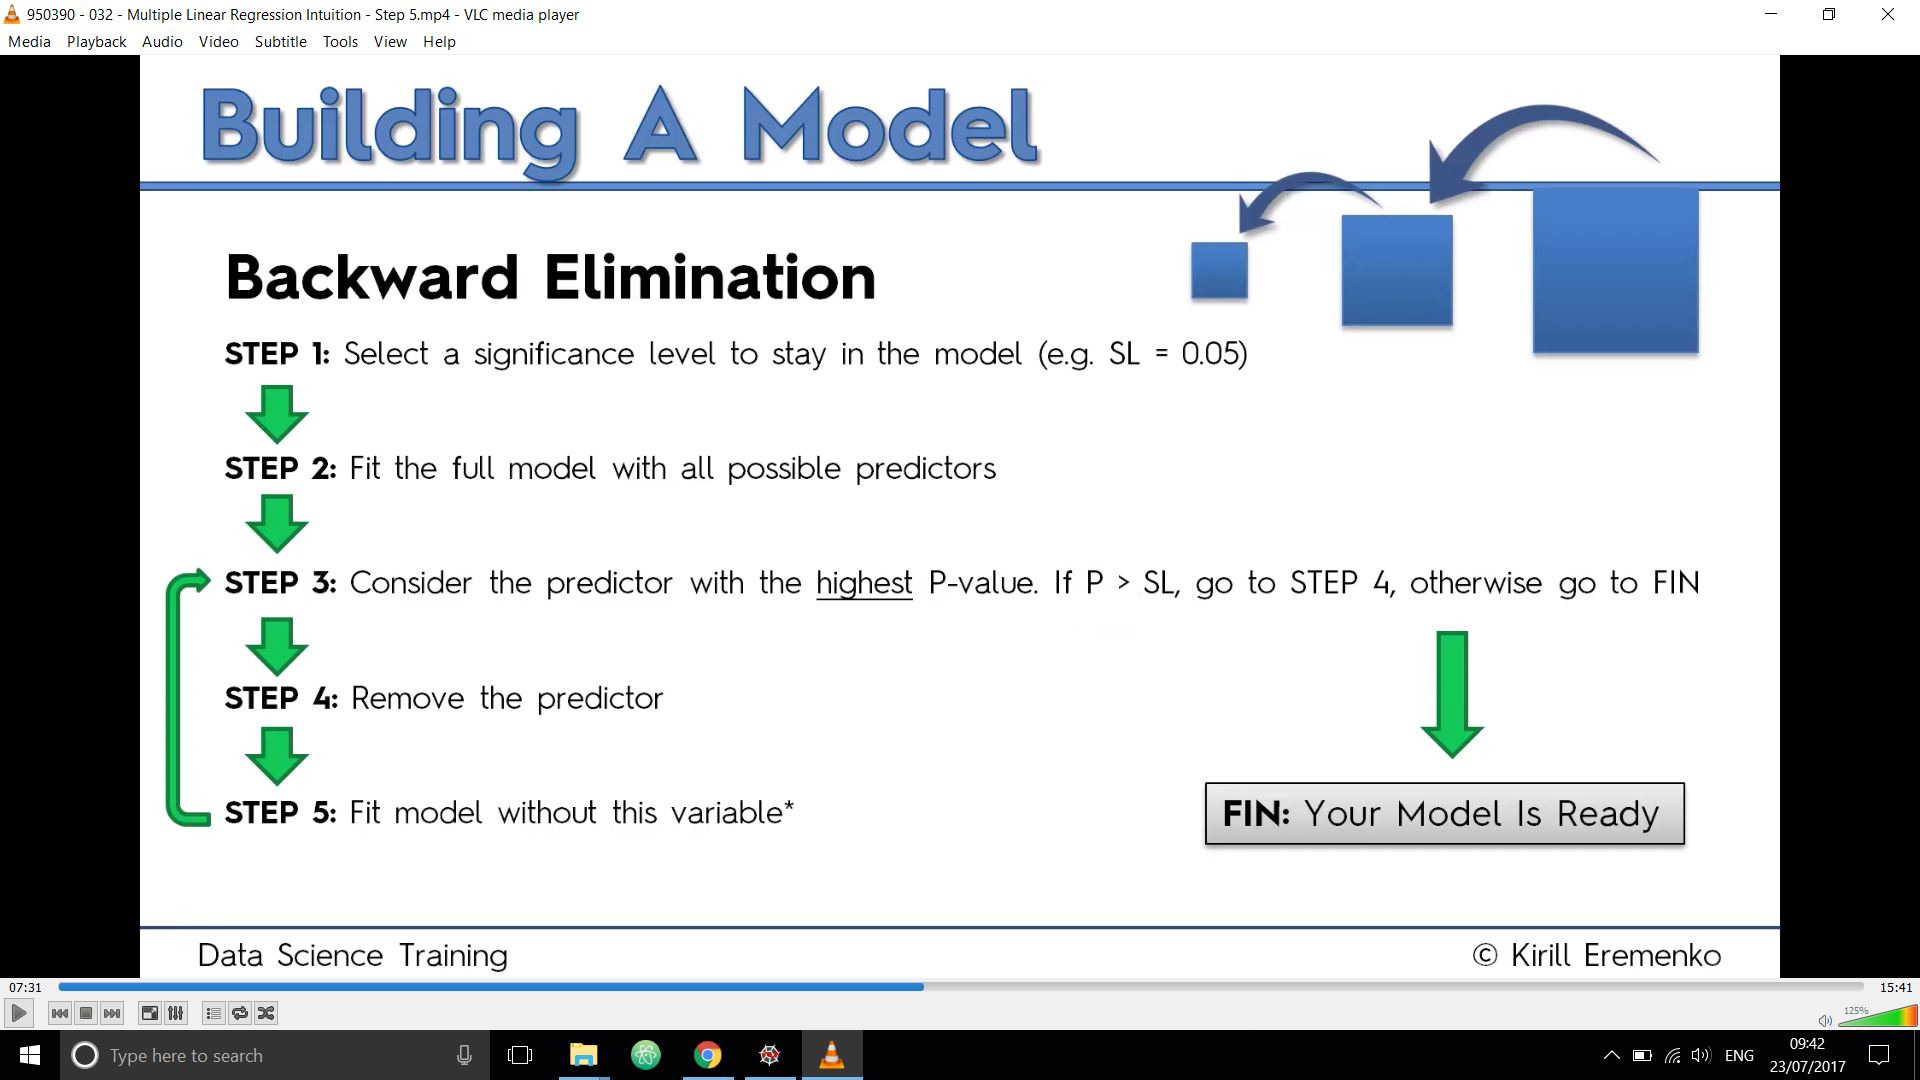 950390 - 032 - Multiple Linear Regression Intuition - Step 5.mp4 - VLC media player
Media Playback Audio Video Subtitle Tools View Help
Building A Model
Backward Elimination
STEP 1: Select a significance level to stay in the model (e.g. SL = 0.05)
STEP 2: Fit the full model with all possible predictors
STEP 3: Consider the predictor with the highest P-value. If P > SL, go to STEP 4, otherwise go to FIN
STEP 4: Remove the predictor
STEP 5: Fit model without this variable*
FIN: Your Model Is Ready
Data Science Training
© Kirill Eremenko
07:31
15:41
125%
Type here to search
ENG
09:42
23/07/2017